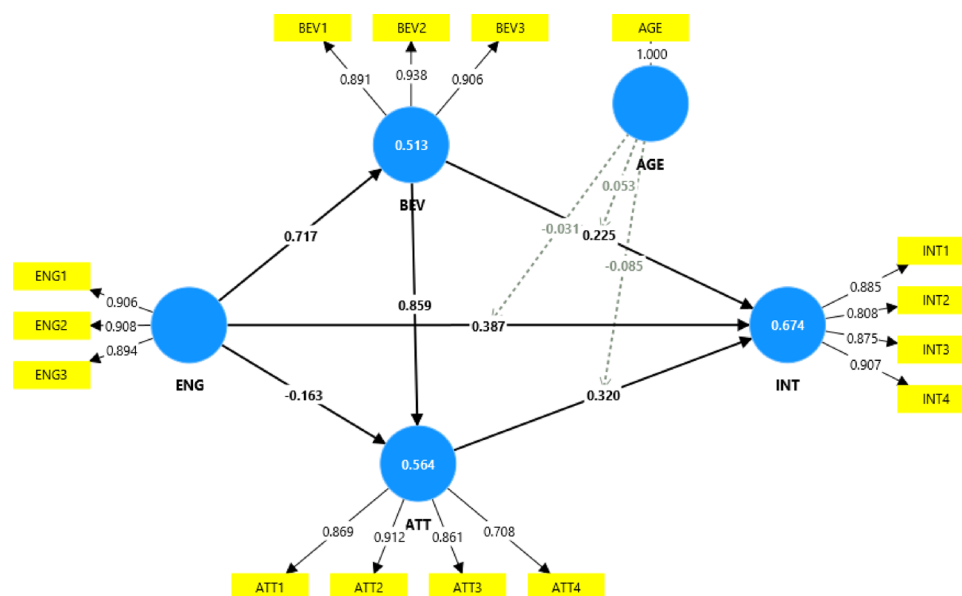 BEV1 BEV2 BEV3 AGE
0.891 0.938 0.906 1.000
0.513
BEV
AGE
0.053
-0.031
0.225
-0.085
0.717
ENG1
ENG2
ENG3
0.906
0.908
0.894
ENG
0.859
0.387
-0.163
0.320
0.674
INT
0.885
0.808
0.875
0.907
INT1
INT2
INT3
INT4
0.564
ATT
0.869 0.912 0.861 0.708
ATT1 ATT2 ATT3 ATT4